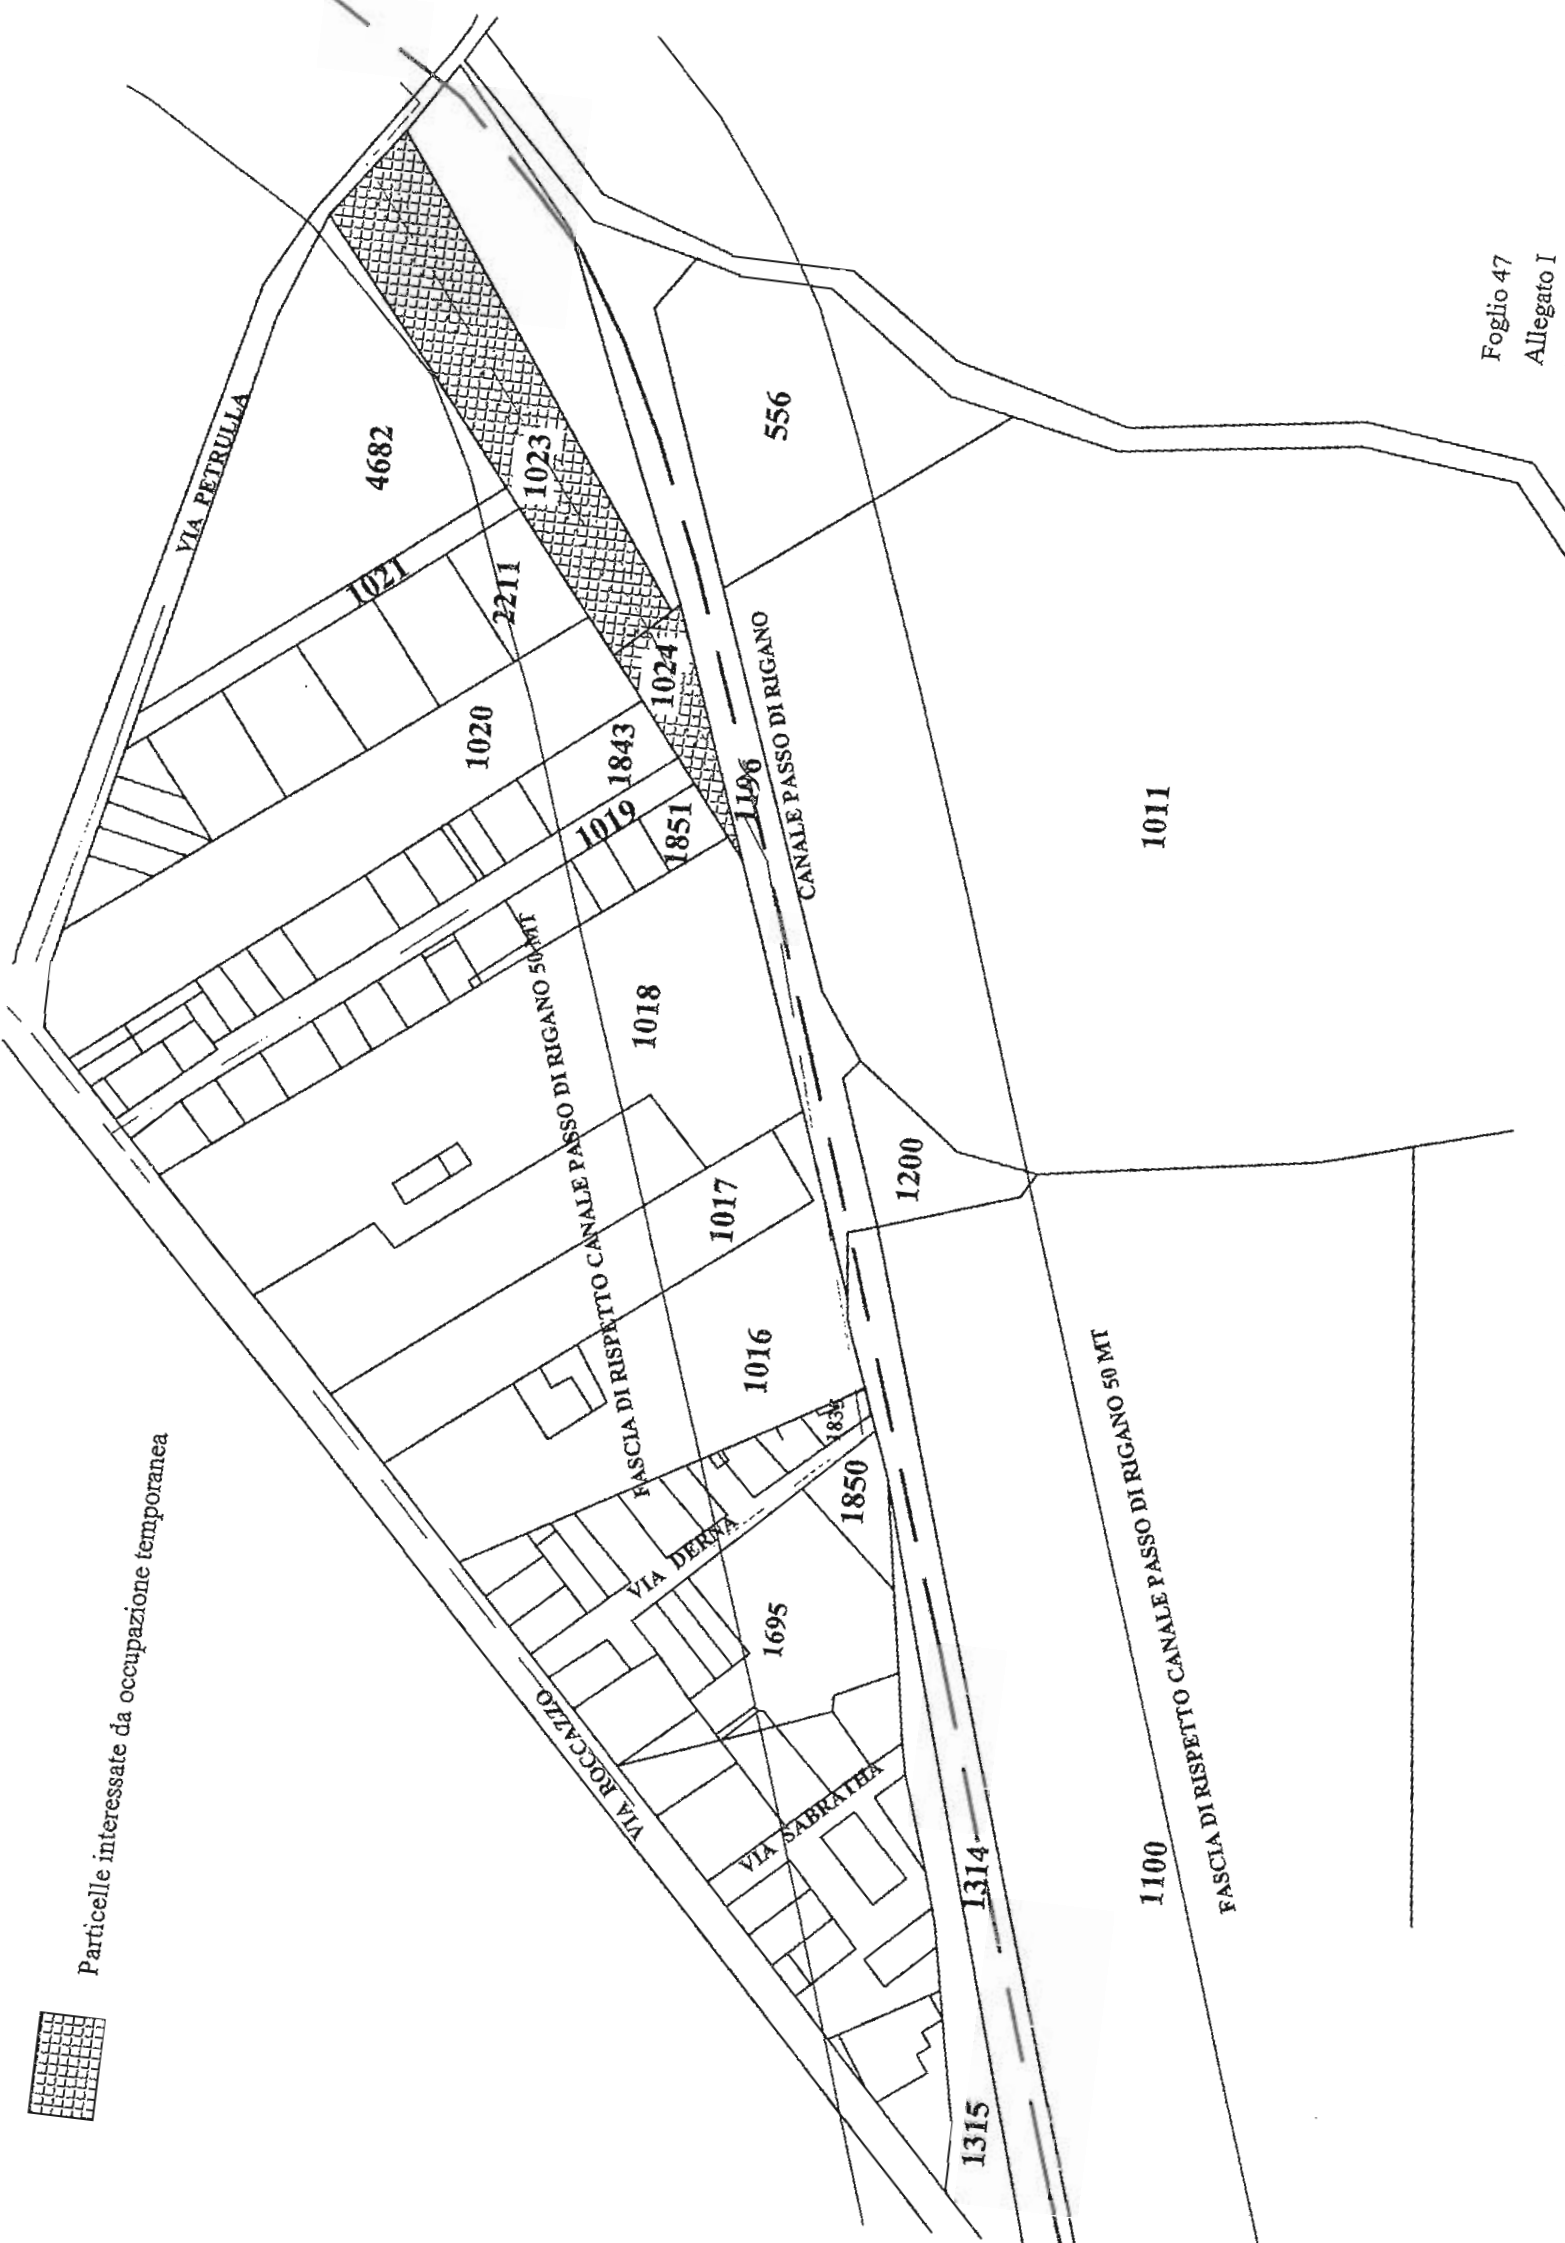 Particelle interessate da occupazione temporanea
VIA PETRULLA
4682
1021
2211
1023
1024
1020
1843
1019
1851
1196
CANALE PASSO DI RIGANO
556
1011
1018
FASCIA DI RISPETTO CANALE PASSO DI RIGANO 50 MT
1017
1016
1200
1850
VIA DERNA
1695
VIA ROCCAZZO
VIA SABRATHA
1314
1315
1100
FASCIA DI RISPETTO CANALE PASSO DI RIGANO 50 MT
Foglio 47
Allegato I